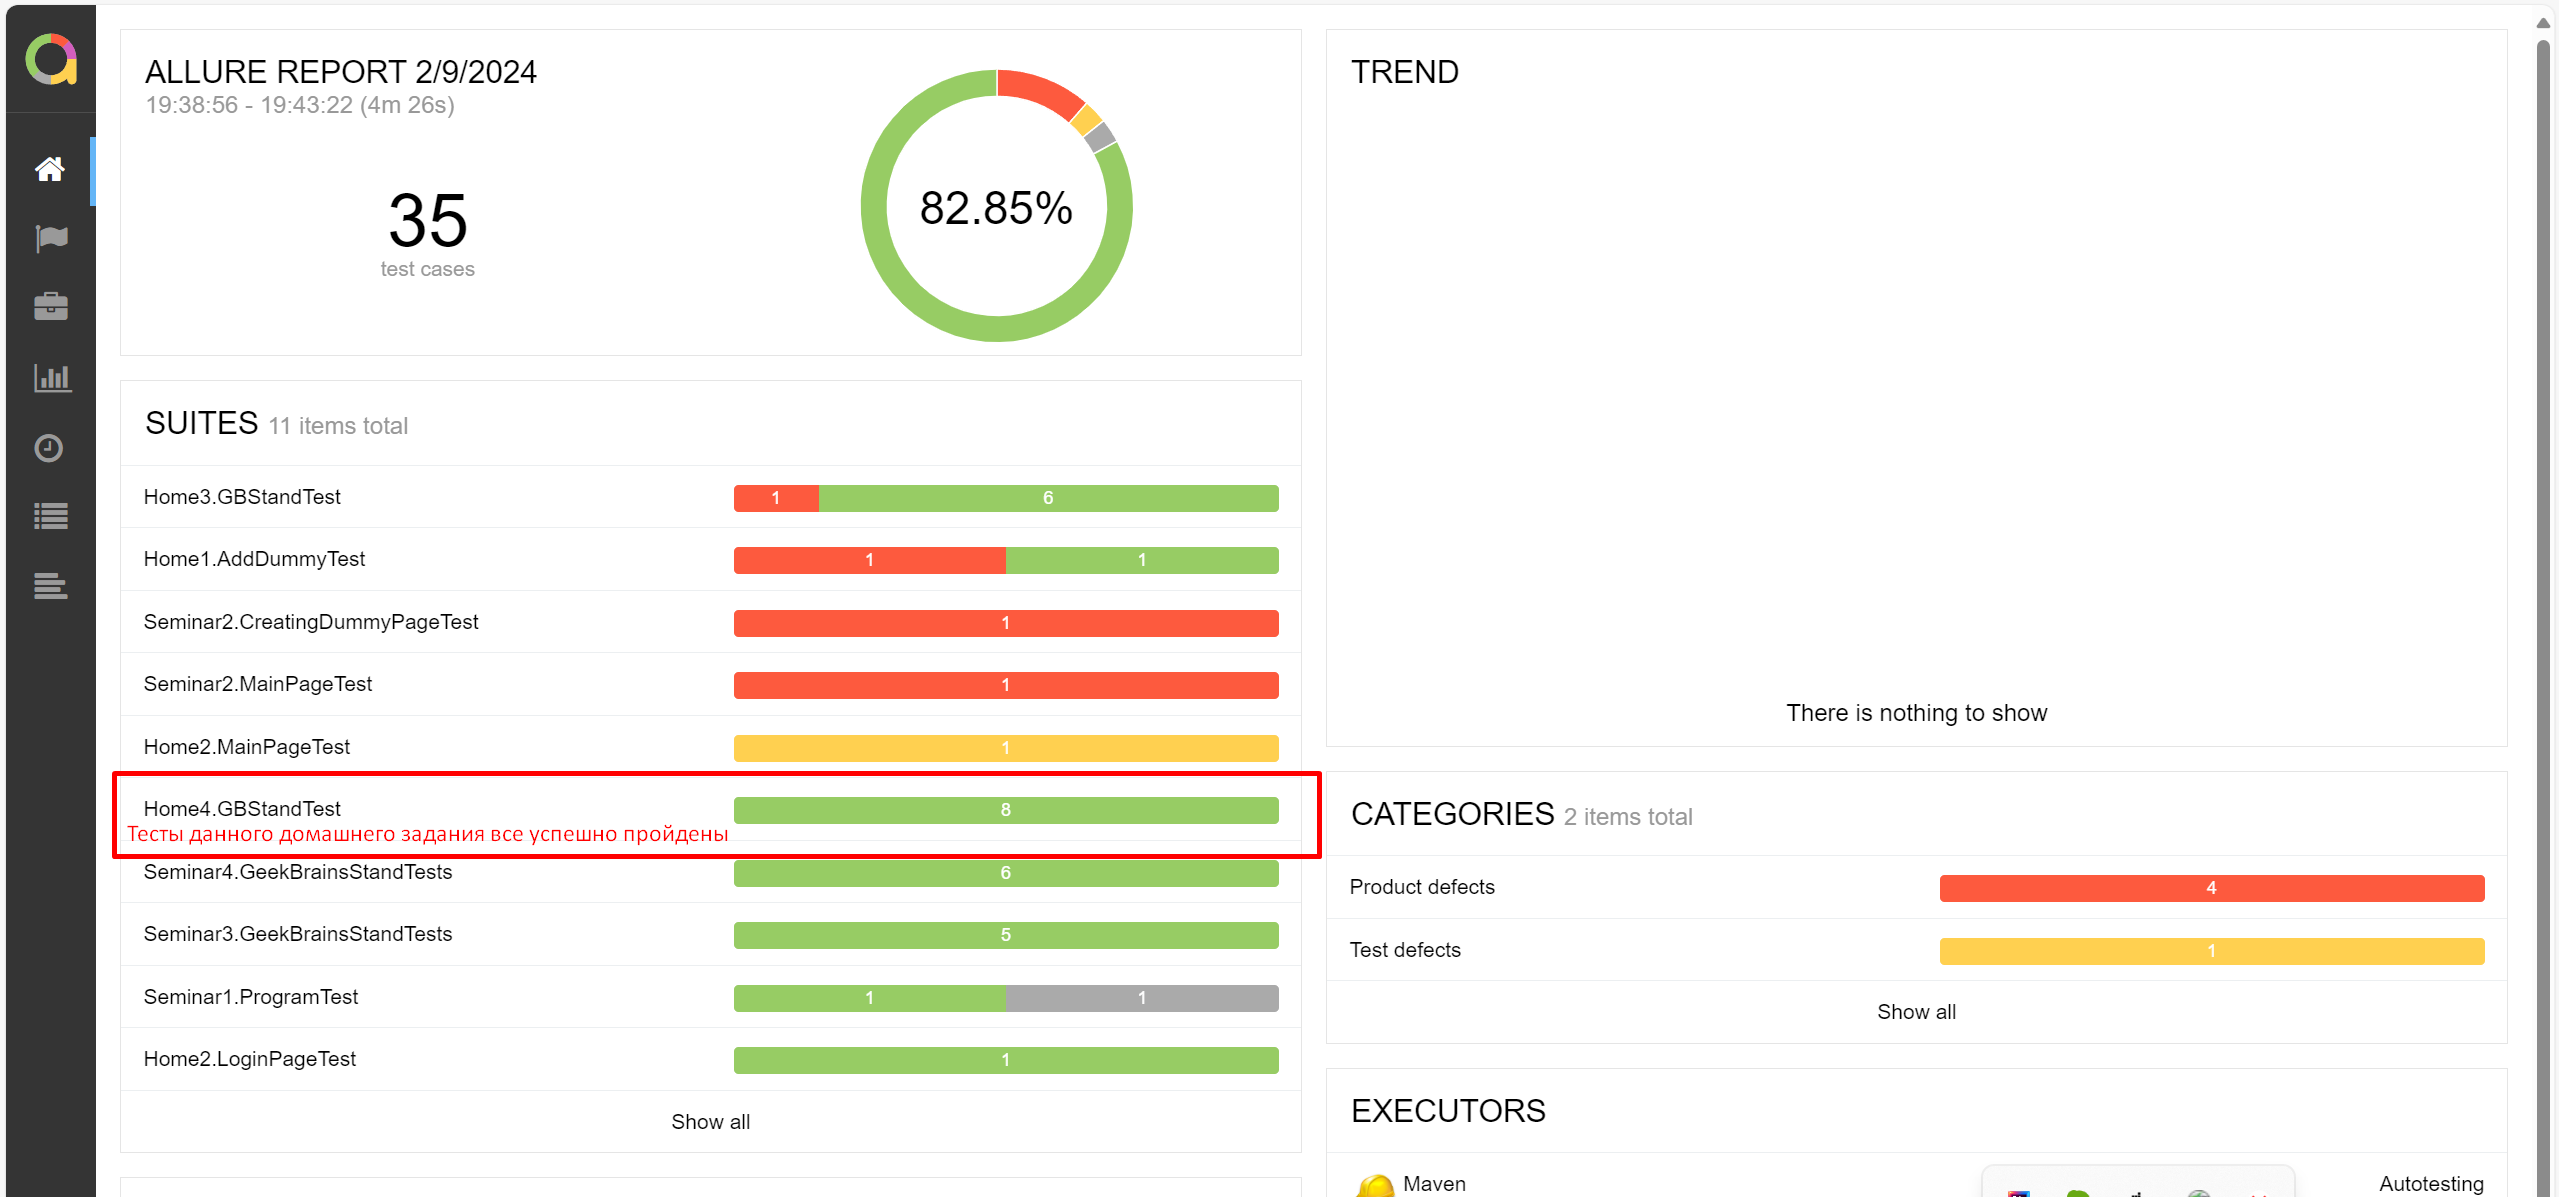 ALLURE REPORT 2/9/2024
19:38:56 - 19:43:22 (4m 26s)
35
test cases
82.85%
SUITES 11 items total
Home3.GBStandTest 1 6
Home1.AddDummyTest 1 1
Seminar2.CreatingDummyPageTest 1
Seminar2.MainPageTest 1
Home2.MainPageTest 1
Home4.GBStandTest 8
Тесты данного домашнего задания все успешно пройдены
Seminar4.GeekBrainsStandTests 6
Seminar3.GeekBrainsStandTests 5
Seminar1.ProgramTest 1 1
Home2.LoginPageTest 1
Show all
TREND
There is nothing to show
CATEGORIES 2 items total
Product defects 4
Test defects 1
Show all
EXECUTORS
Maven Autotesting